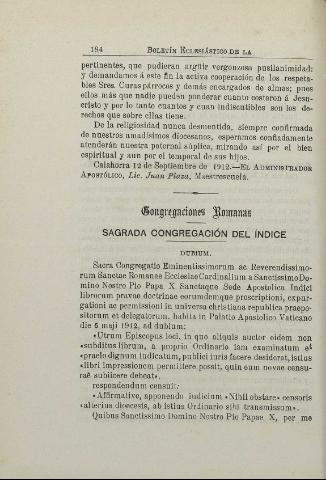 194 BOLETÍN ECLESIÁSTICO DE LA
pertinentes, que pudieran argüir vergonzosa pusilanimidad;
y demandamos á este fin la activa cooperación de los respeta-
bles Sres. Curas párrocos y demás encargados de almas; pues
ellos más que nadie pueden ponderar cuanto costaron á Jesu-
cristo y por lo tanto cuantos y cuan indiscutibles son los de-
rechos que sobre ellas tiene.
De la religiosidad nunca desmentida, siempre confirmada
de nuestros amadísimos diocesanos, esperamos confiadamente
atenderán nuestra paternal súplica, mirando así por el bien
espiritual y aun por el temporal de sus hijos.
Calahorra 12 de Septiembre de 1912.—EL ADMINISTRADOR
APOSTÓLICO, Lic. Juan Plaza, Maestrescuela.
Congregaciones Romanas
SAGRADA CONGREGACIÓN DEL ÍNDICE
DUBIUM.
Sacra Congregatio Eminentissimorum ac Reverendissimo-
rum Sanctae Romanae Ecclesiae Cardinalium a Sanctissimo Do-
mino Nostro Pio Papa X Sanctaque Sede Apostolica Indici
librorum pravae doctrinae eorumdemque proscriptioni, expur-
gationi ac permissioni in universa christiana republica praepo-
sitorum et delegatorum, habita in Palatio Apostolico Vaticano
die 6 maji 1912, ad dubium:
«Utrum Episcopus loci, in quo aliquis auctor eidem non
«subditus librum, a proprio Ordinario jam examinatum et
«praelo dignum judicatum, publici juris facere desiderat, istius
«libri impressionem permittere possit, quin eum novae censu-
rae subiicere debeat»,
respondendum censuit:
«Affirmative, apponendo iudicium «Nihil obstare» censoris
«alterius dioecesis, ab istius Ordinario sibi transmissum».
Quibus Sanctissimo Domino Nostro Pio Papae X, per me